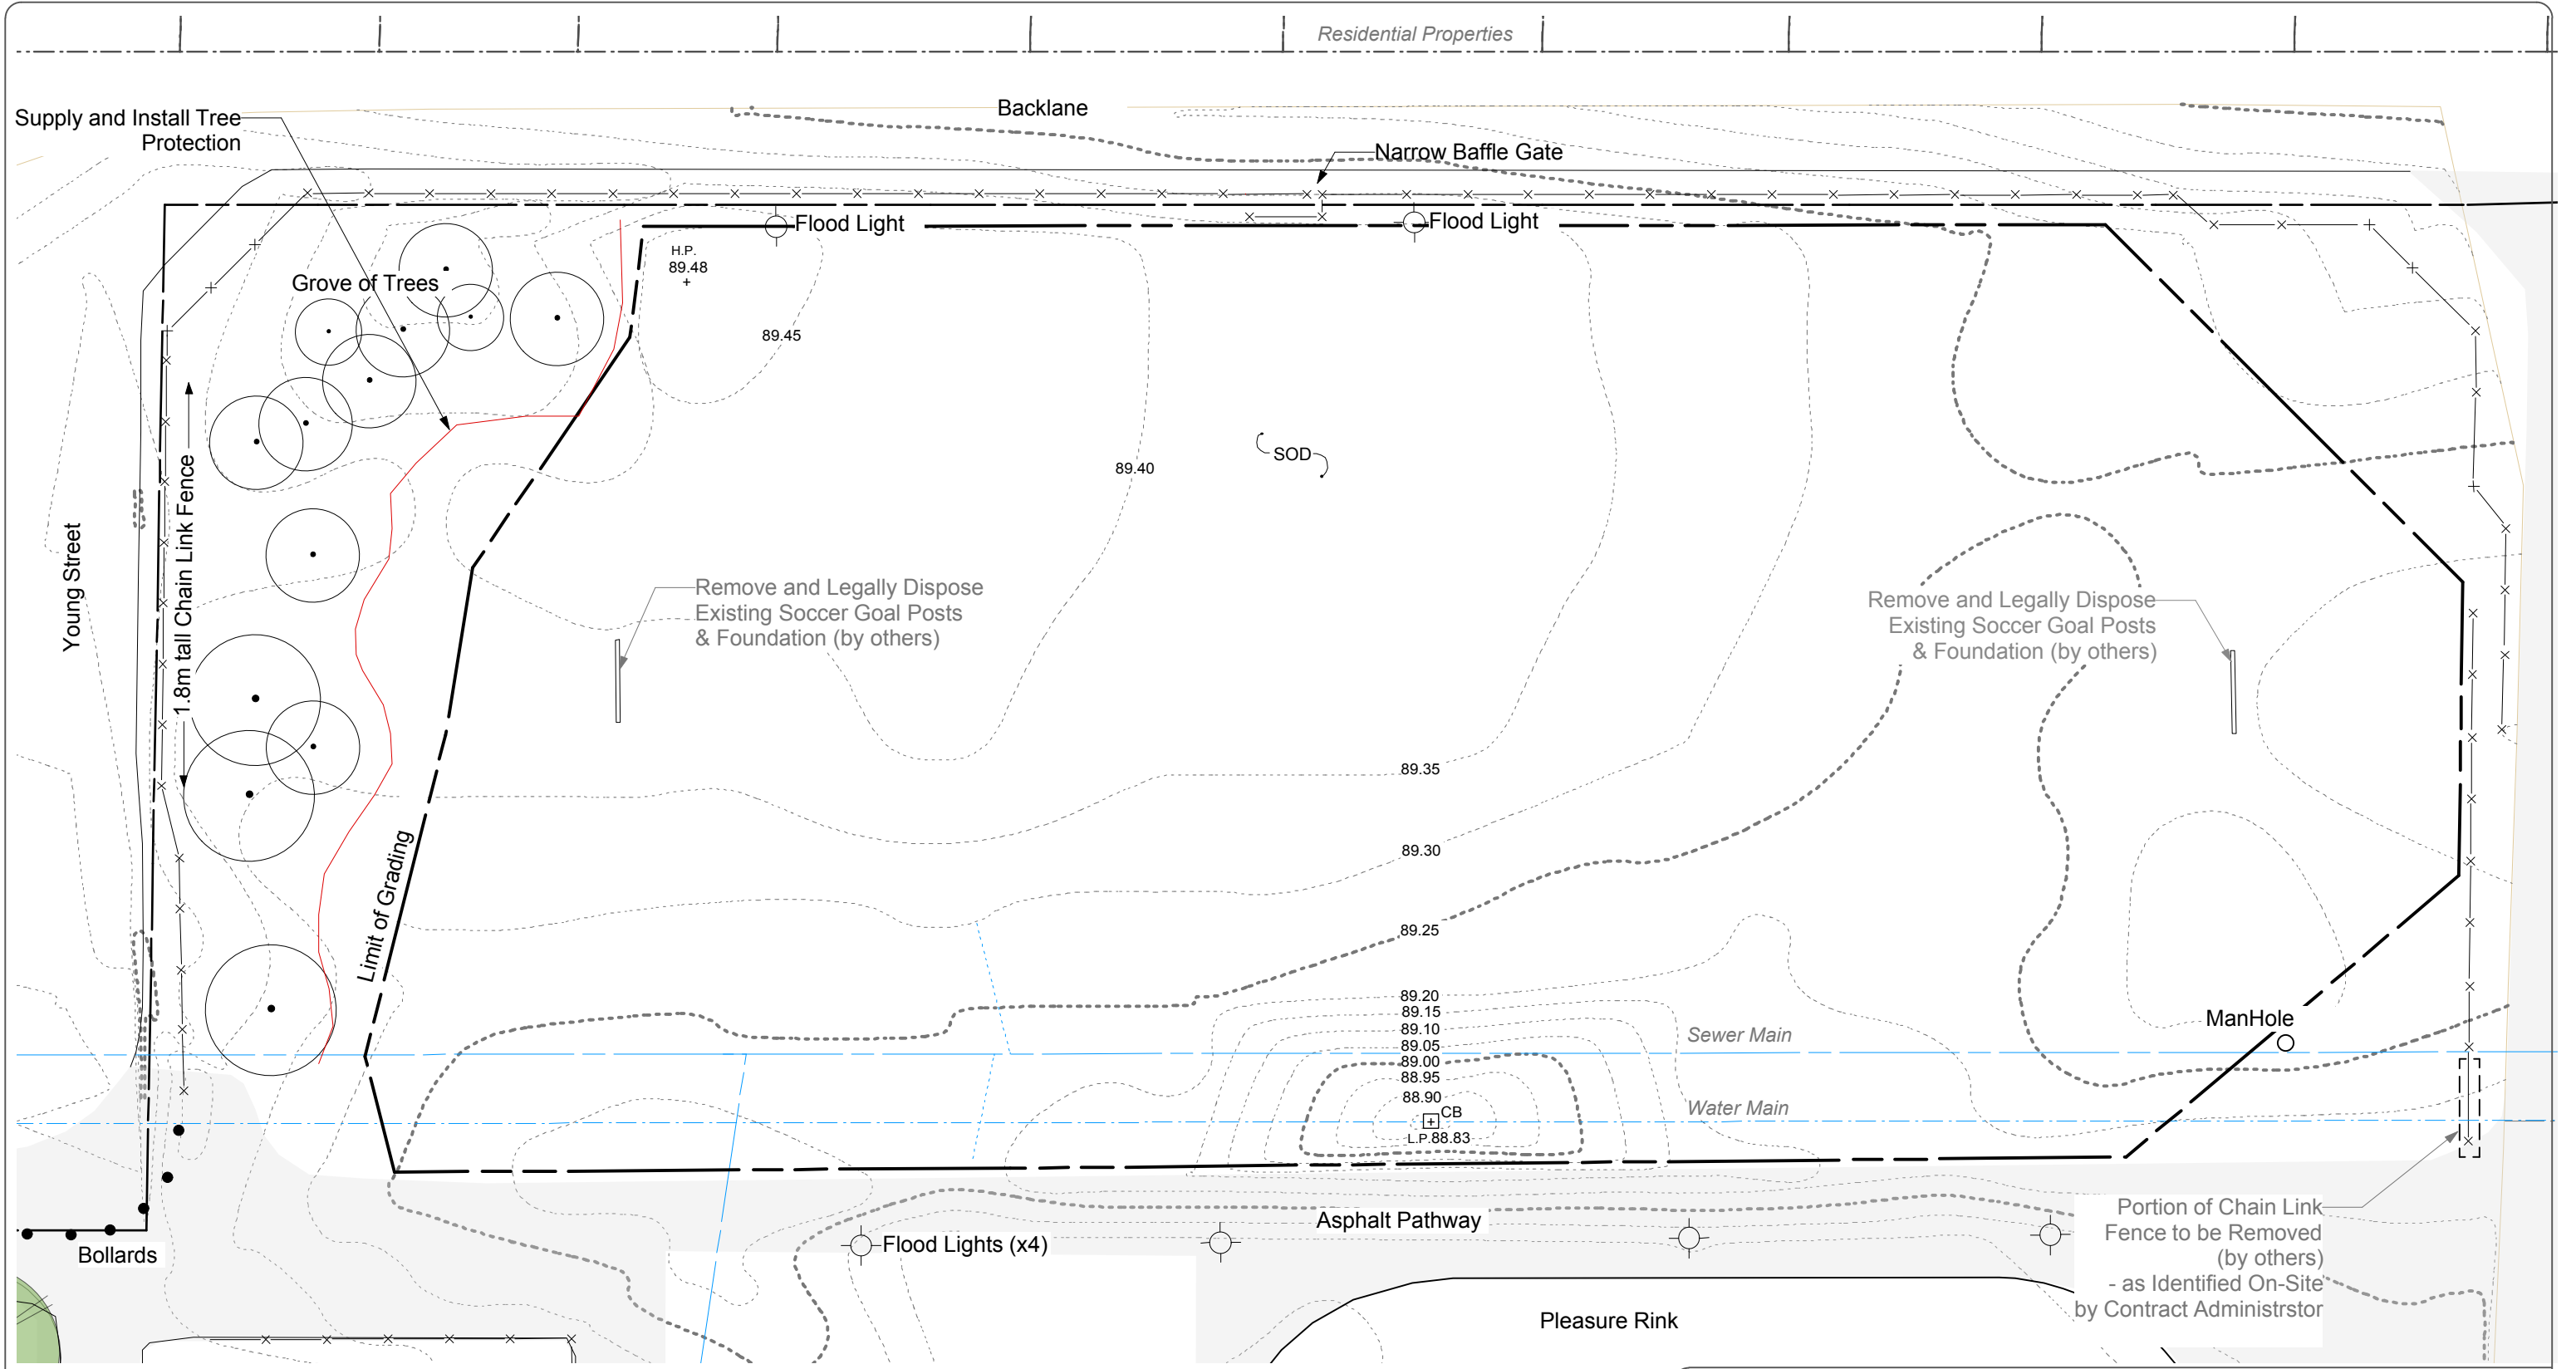 Residential Properties
Backlane
Supply and Install Tree
Protection
Narrow Baffle Gate
Flood Light
Flood Light
H.P.
89.48
Grove of Trees
89.45
SOD
89.40
1.8m tall Chain Link Fence
Young Street
Remove and Legally Dispose
Existing Soccer Goal Posts
& Foundation (by others)
Remove and Legally Dispose
Existing Soccer Goal Posts
& Foundation (by others)
89.35
89.30
Limit of Grading
89.25
89.20
89.15
89.10
89.05
89.00
88.95
88.90
Sewer Main
ManHole
Water Main
CB
L.P.88.83
Portion of Chain Link
Fence to be Removed
(by others)
- as Identified On-Site
by Contract Administrstor
Asphalt Pathway
Flood Lights (x4)
Bollards
Pleasure Rink